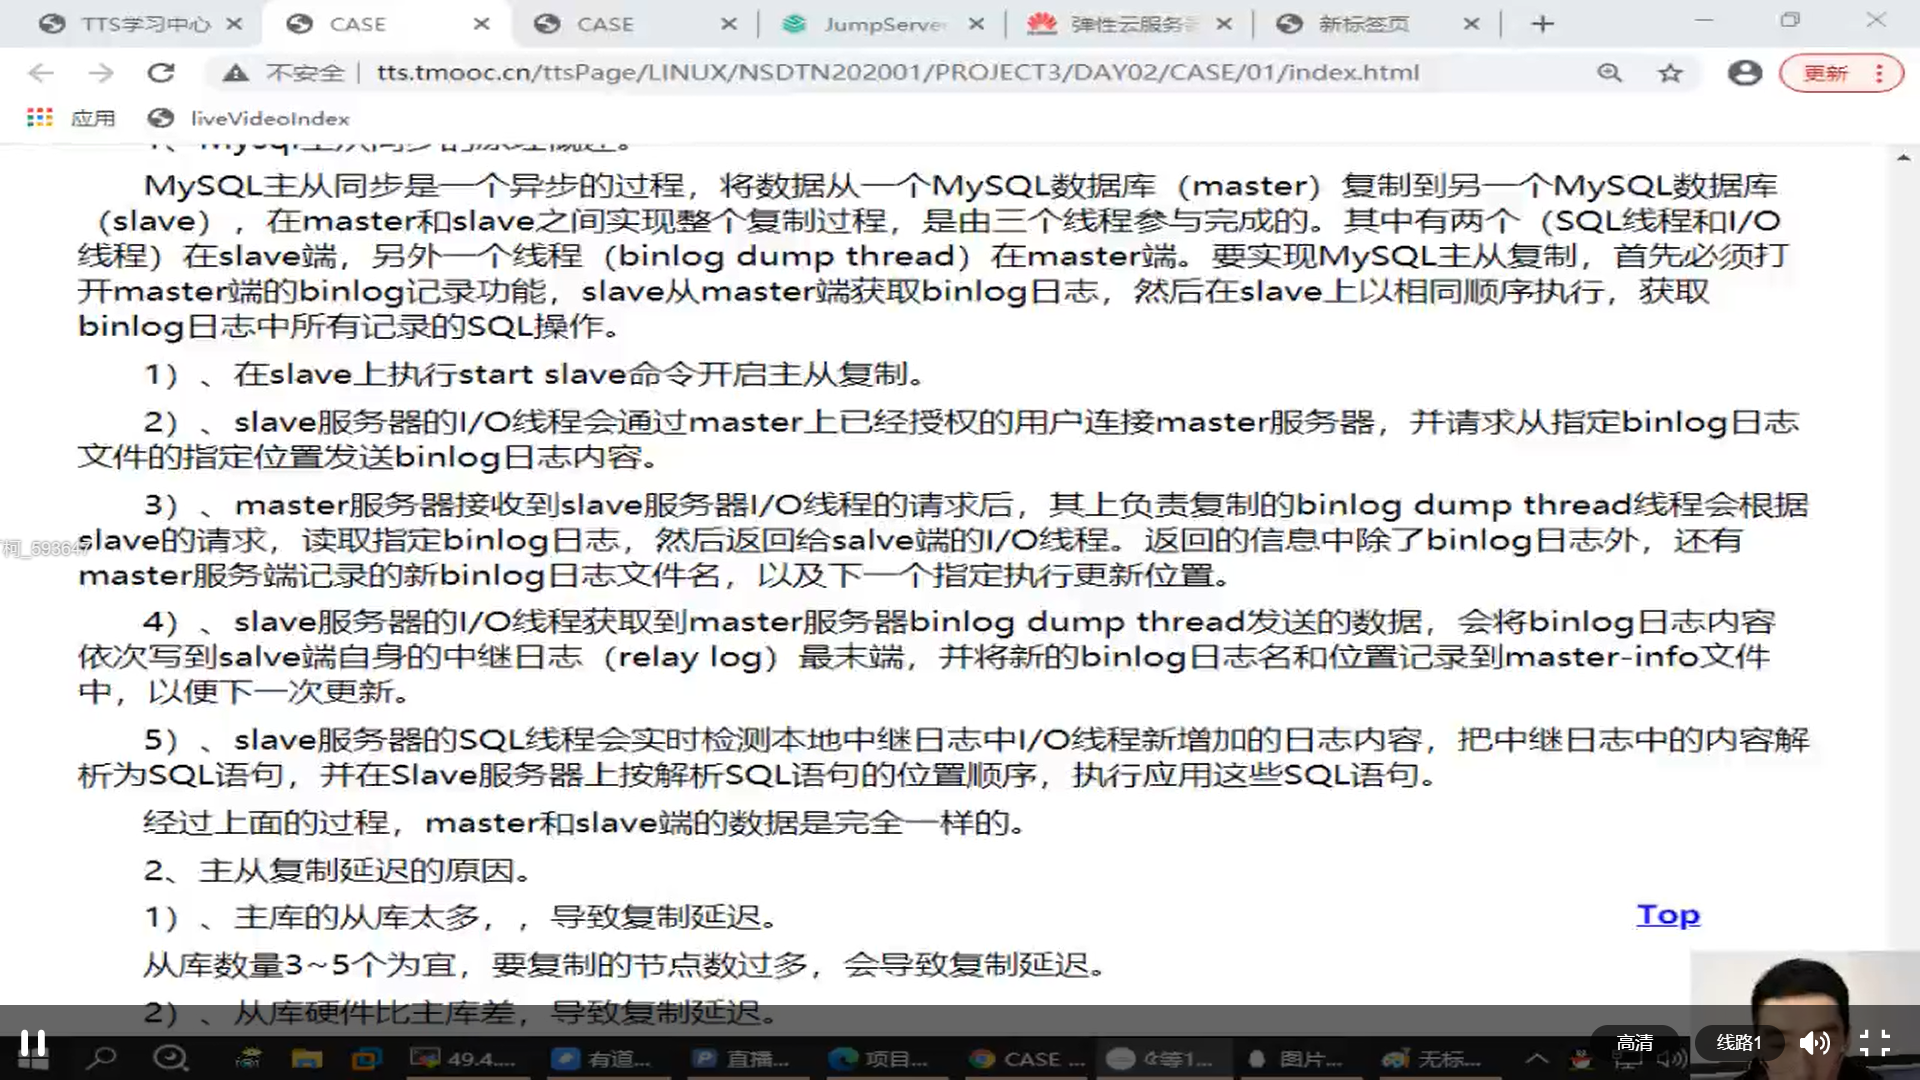 TTS学习中心
CASE
CASE
JumpServe
弹性云服务
新标签页
不安全
tts.tmooc.cn/ttsPage/LINUX/NSDTN202001/PROJECT3/DAY02/CASE/01/index.html
更新
应用
liveVideoIndex
1、Mysql主从同步的原理概述。
MySQL主从同步是一个异步的过程，将数据从一个MySQL数据库（master）复制到另一个MySQL数据库
（slave），在master和slave之间实现整个复制过程，是由三个线程参与完成的。其中有两个（SQL线程和I/O
线程）在slave端，另外一个线程（binlog dump thread）在master端。要实现MySQL主从复制，首先必须打
开master端的binlog记录功能，slave从master端获取binlog日志，然后在slave上以相同顺序执行，获取
binlog日志中所有记录的SQL操作。
1）、在slave上执行start slave命令开启主从复制。
2）、slave服务器的I/O线程会通过master上已经授权的用户连接master服务器，并请求从指定binlog日志
文件的指定位置发送binlog日志内容。
3）、master服务器接收到slave服务器I/O线程的请求后，其上负责复制的binlog dump thread线程会根据
slave的请求，读取指定binlog日志，然后返回给salve端的I/O线程。返回的信息中除了binlog日志外，还有
master服务端记录的新binlog日志文件名，以及下一个指定执行更新位置。
4）、slave服务器的I/O线程获取到master服务器binlog dump thread发送的数据，会将binlog日志内容
依次写到salve端自身的中继日志（relay log）最末端，并将新的binlog日志名和位置记录到master-info文件
中，以便下一次更新。
5）、slave服务器的SQL线程会实时检测本地中继日志中I/O线程新增加的日志内容，把中继日志中的内容解
析为SQL语句，并在Slave服务器上按解析SQL语句的位置顺序，执行应用这些SQL语句。
经过上面的过程，master和slave端的数据是完全一样的。
2、主从复制延迟的原因。
1）、主库的从库太多，，导致复制延迟。
Top
从库数量3~5个为宜，要复制的节点数过多，会导致复制延迟。
2）、从库硬件比主库差，导致复制延迟。
高清
线路1
49.4....
有道...
直播...
项目...
CASE ...
等1...
图片...
无标...